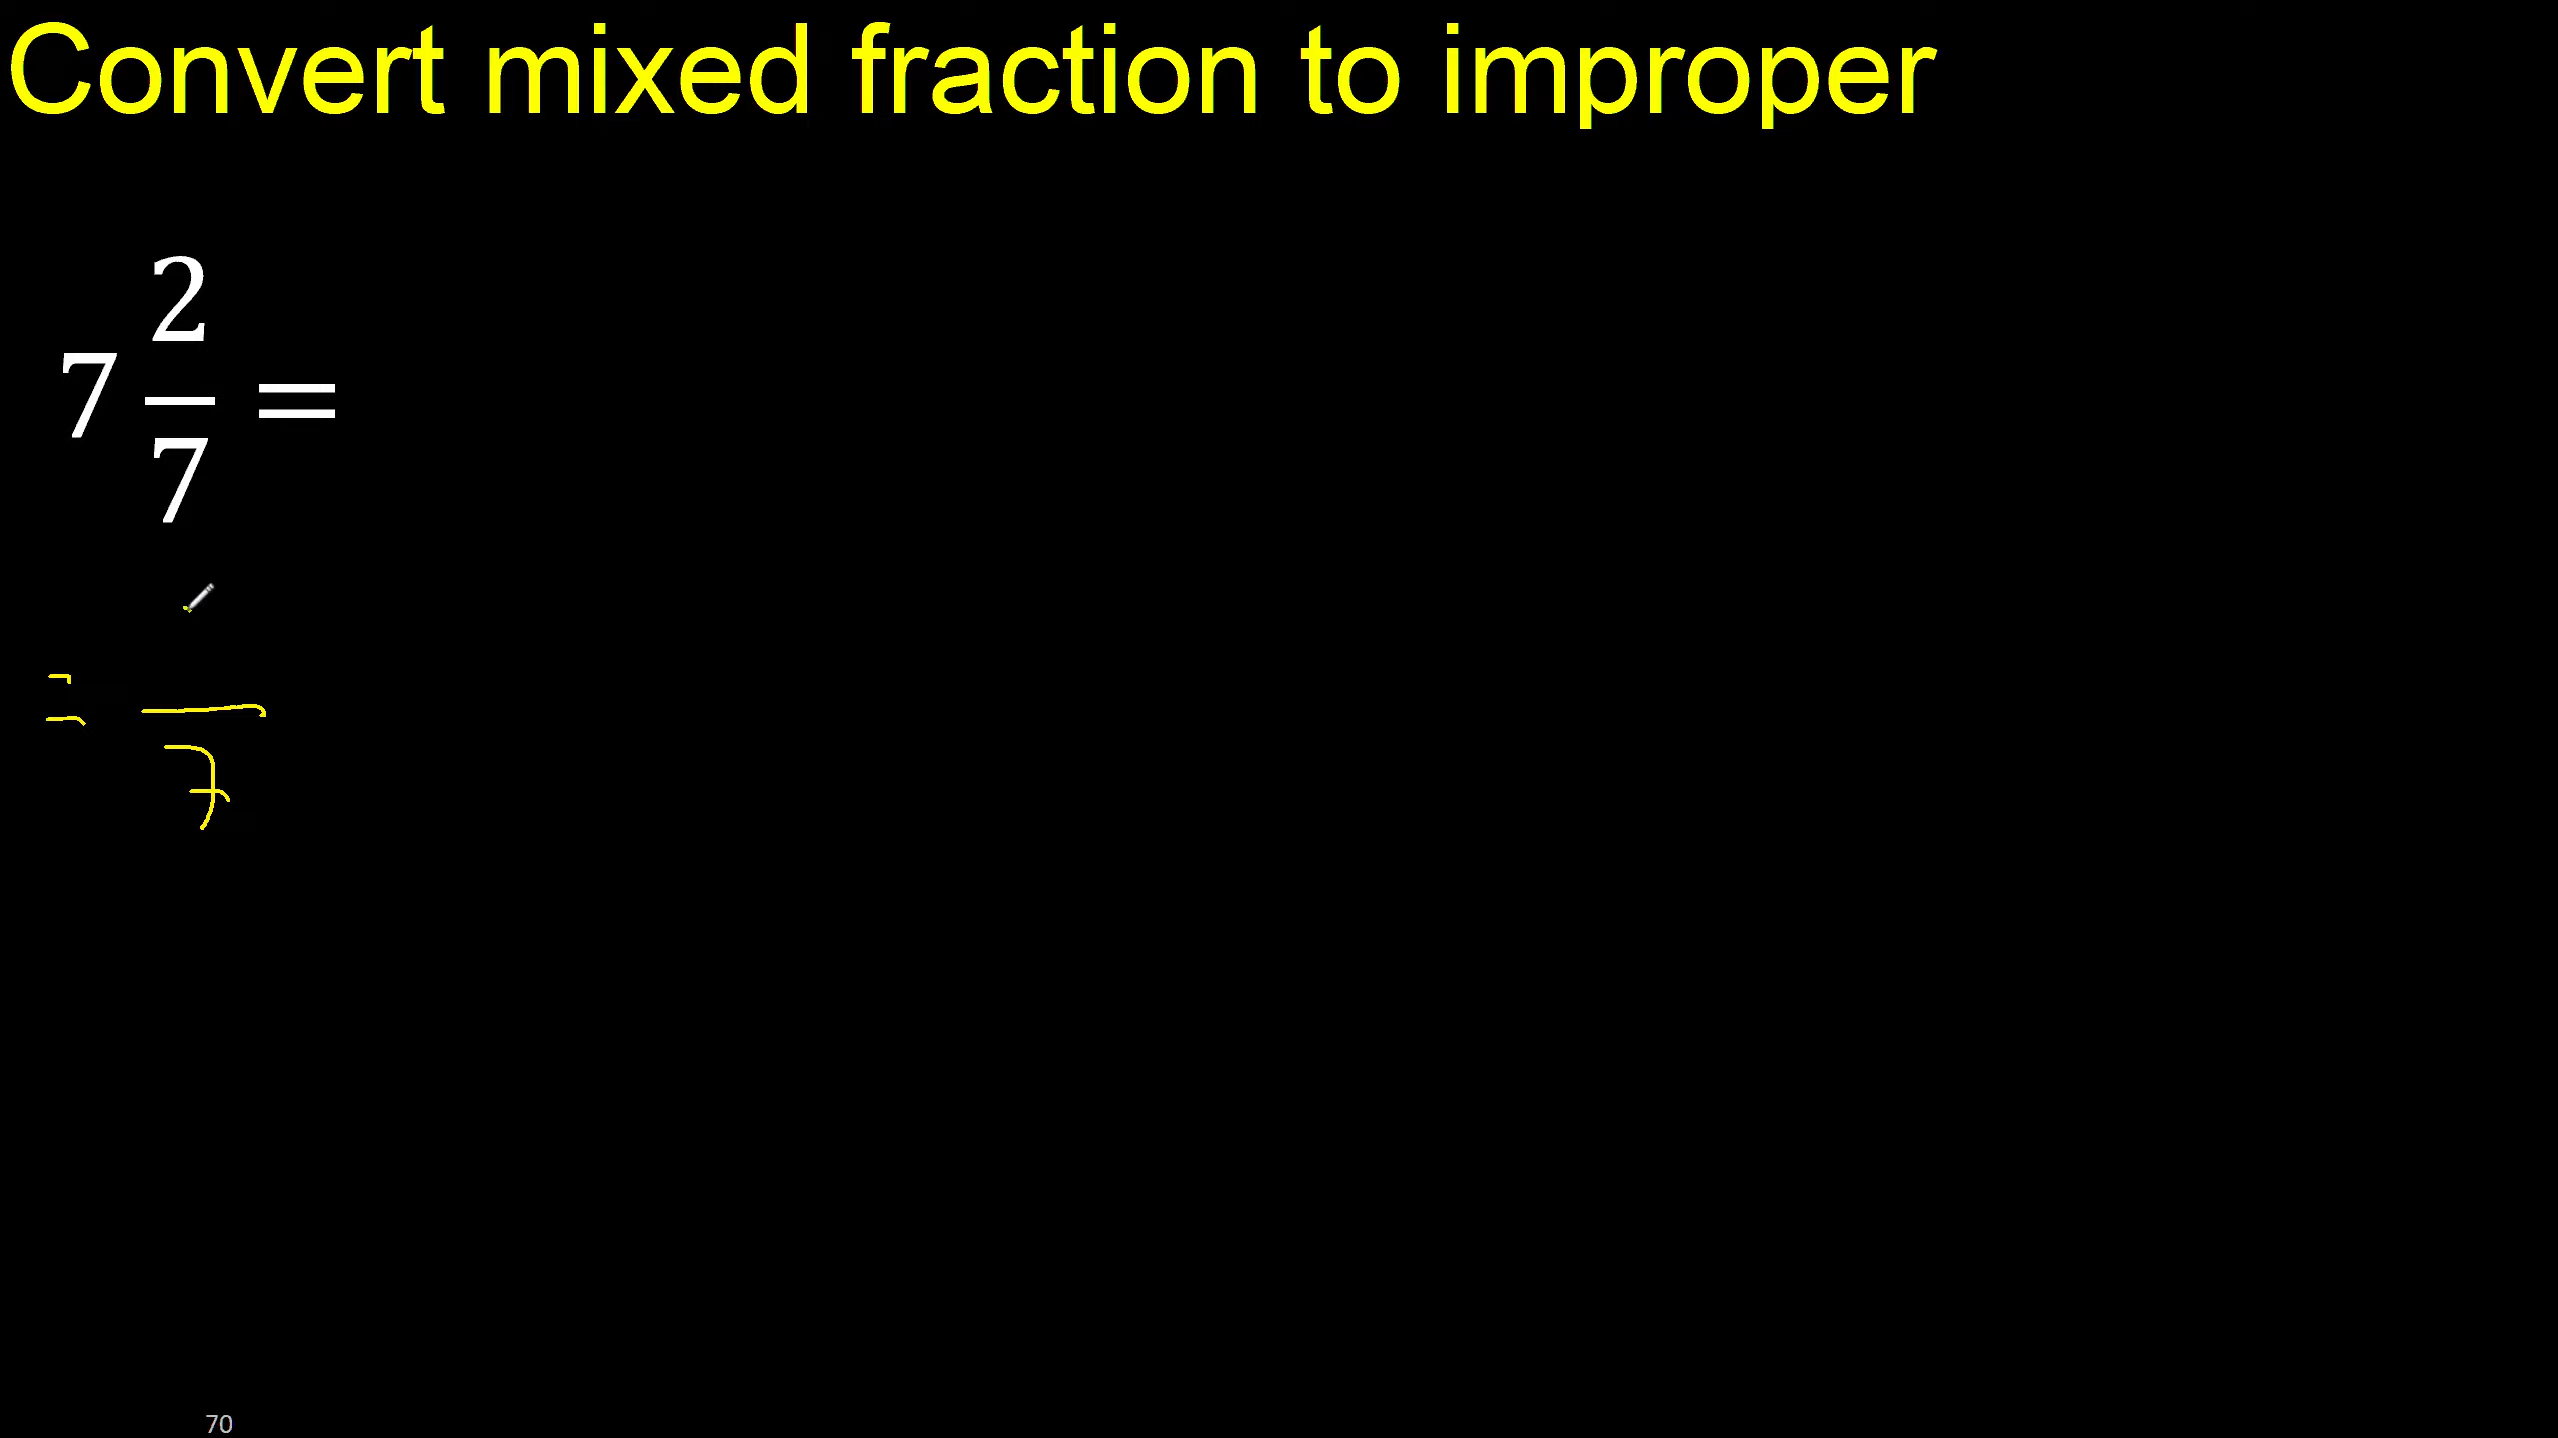 Convert mixed fraction to improper
7 2/7 =
= /7
70